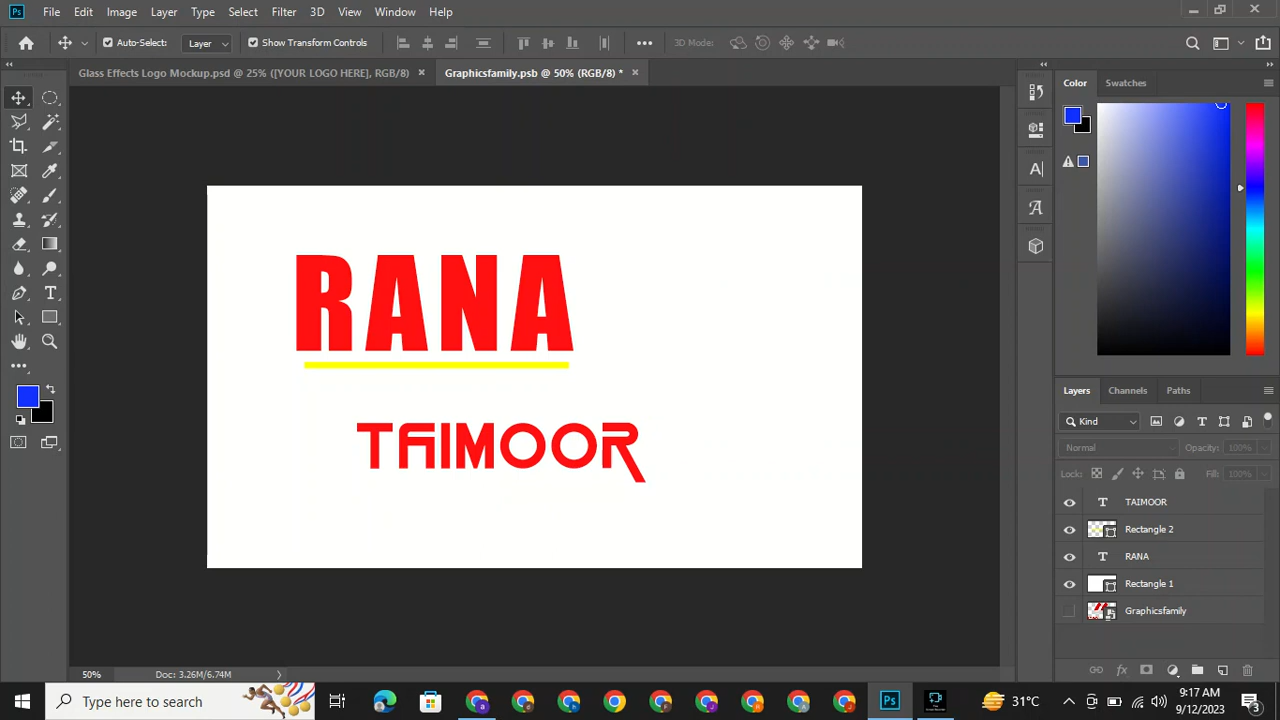 Ps File Edit Image Layer Type Select Filter 3D View Window Help
Auto-Select: Layer Show Transform Controls 3D Mode:
Glass Effects Logo Mockup.psd @ 25% ([YOUR LOGO HERE], RGB/8) Graphicsfamily.psb @ 50% (RGB/8) *
Color Swatches
RANA
TAIMOOR
Layers Channels Paths
Kind
Normal Opacity: 100%
Lock: Fill: 100%
TAIMOOR
Rectangle 2
RANA
Rectangle 1
Graphicsfamily
50% Doc: 3.26M/6.74M
Type here to search
Ps
31°C
9:17 AM
9/12/2023
3